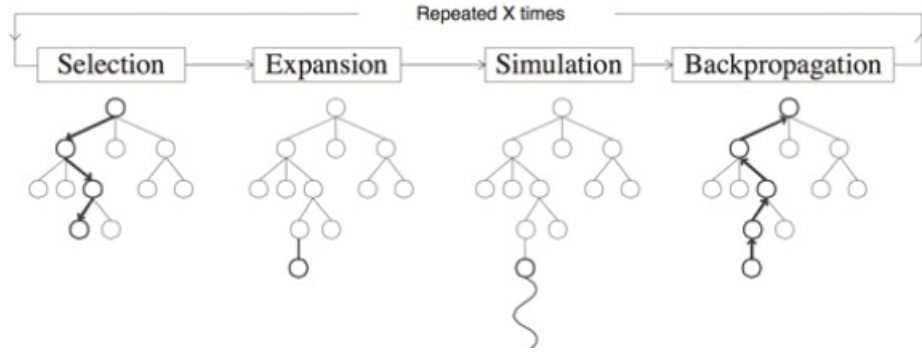 Repeated X times
Selection
Expansion
Simulation
Backpropagation